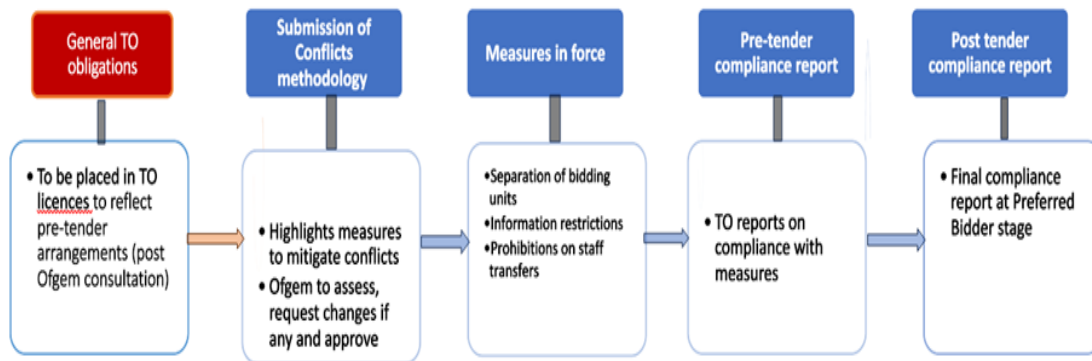 General TO
obligations
Submission of
Conflicts
methodology
Measures in force
Pre-tender
compliance report
Post tender
compliance report
• To be placed in TO
licences to reflect
pre-tender
arrangements (post
Ofgem consultation)
• Highlights measures
to mitigate conflicts
• Ofgem to assess,
request changes if
any and approve
•Separation of bidding
units
•Information restrictions
•Prohibitions on staff
transfers
• TO reports on
compliance with
measures
• Final compliance
report at Preferred
Bidder stage